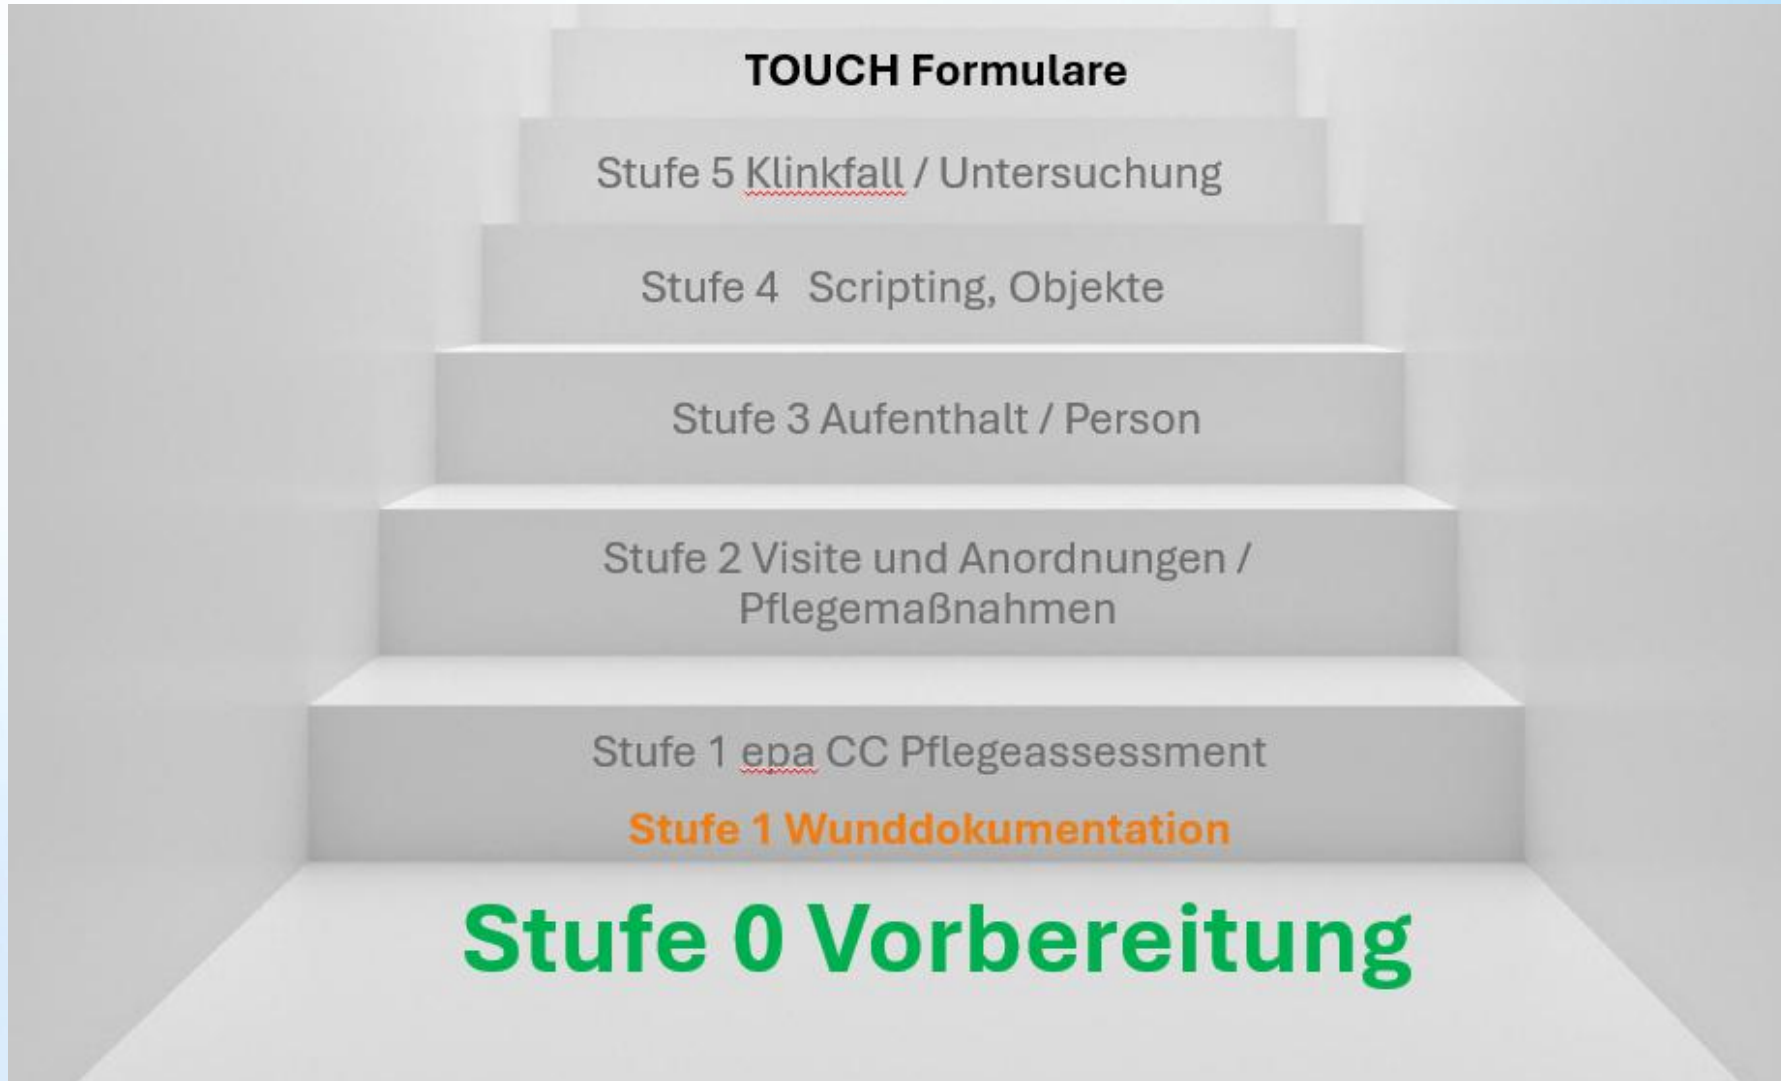 TOUCH Formulare
Stufe 5 Klinkfall / Untersuchung
Stufe 4 Scripting, Objekte
Stufe 3 Aufenthalt / Person
Stufe 2 Visite und Anordnungen /
Pflegemaßnahmen
Stufe 1 epa CC Pflegeassessment
Stufe 1 Wunddokumentation
Stufe 0 Vorbereitung